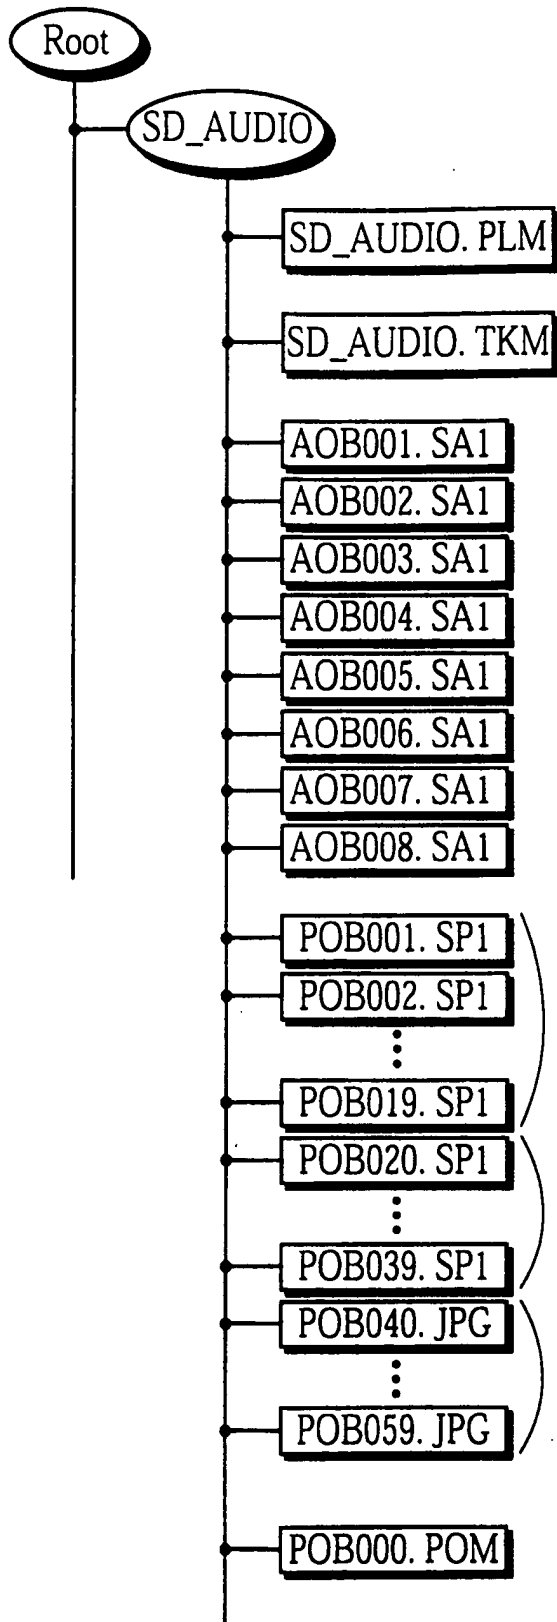 Root
SD_AUDIO
SD_AUDIO. PLM
SD_AUDIO. TKM
AOB001. SA1
AOB002. SA1
AOB003. SA1
AOB004. SA1
AOB005. SA1
AOB006. SA1
AOB007. SA1
AOB008. SA1
POB001. SP1
POB002. SP1
POB019. SP1
POB020. SP1
POB039. SP1
POB040. JPG
POB059. JPG
POB000. POM